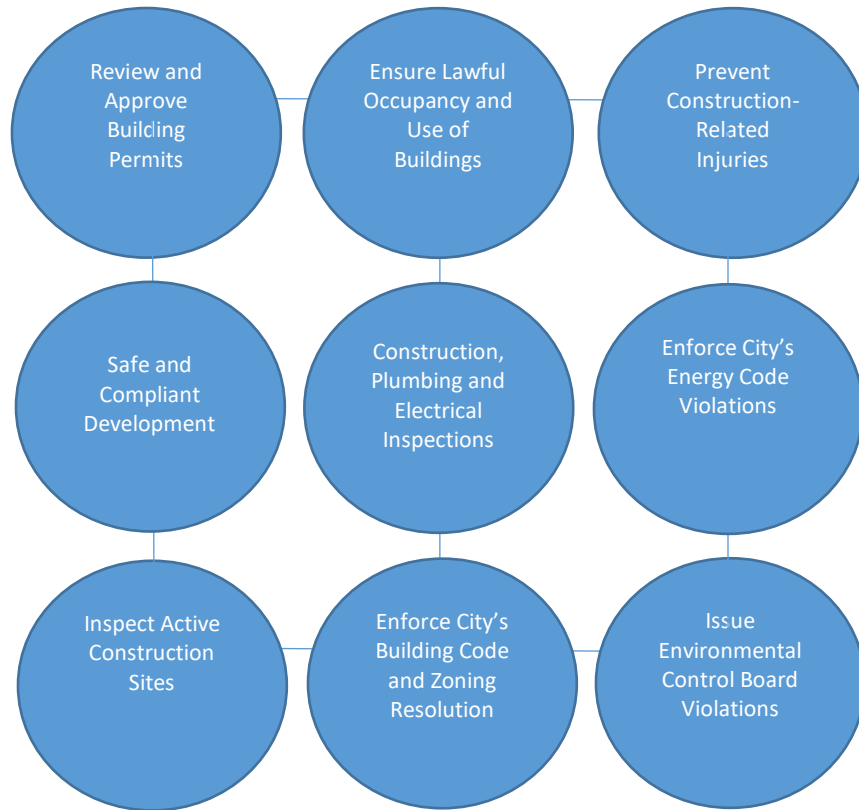 Review and
Approve
Building
Permits
Ensure Lawful
Occupancy and
Use of
Buildings
Prevent
Construction-
Related
Injuries
Safe and
Compliant
Development
Construction,
Plumbing and
Electrical
Inspections
Enforce City’s
Energy Code
Violations
Inspect Active
Construction
Sites
Enforce City’s
Building Code
and Zoning
Resolution
Issue
Environmental
Control Board
Violations